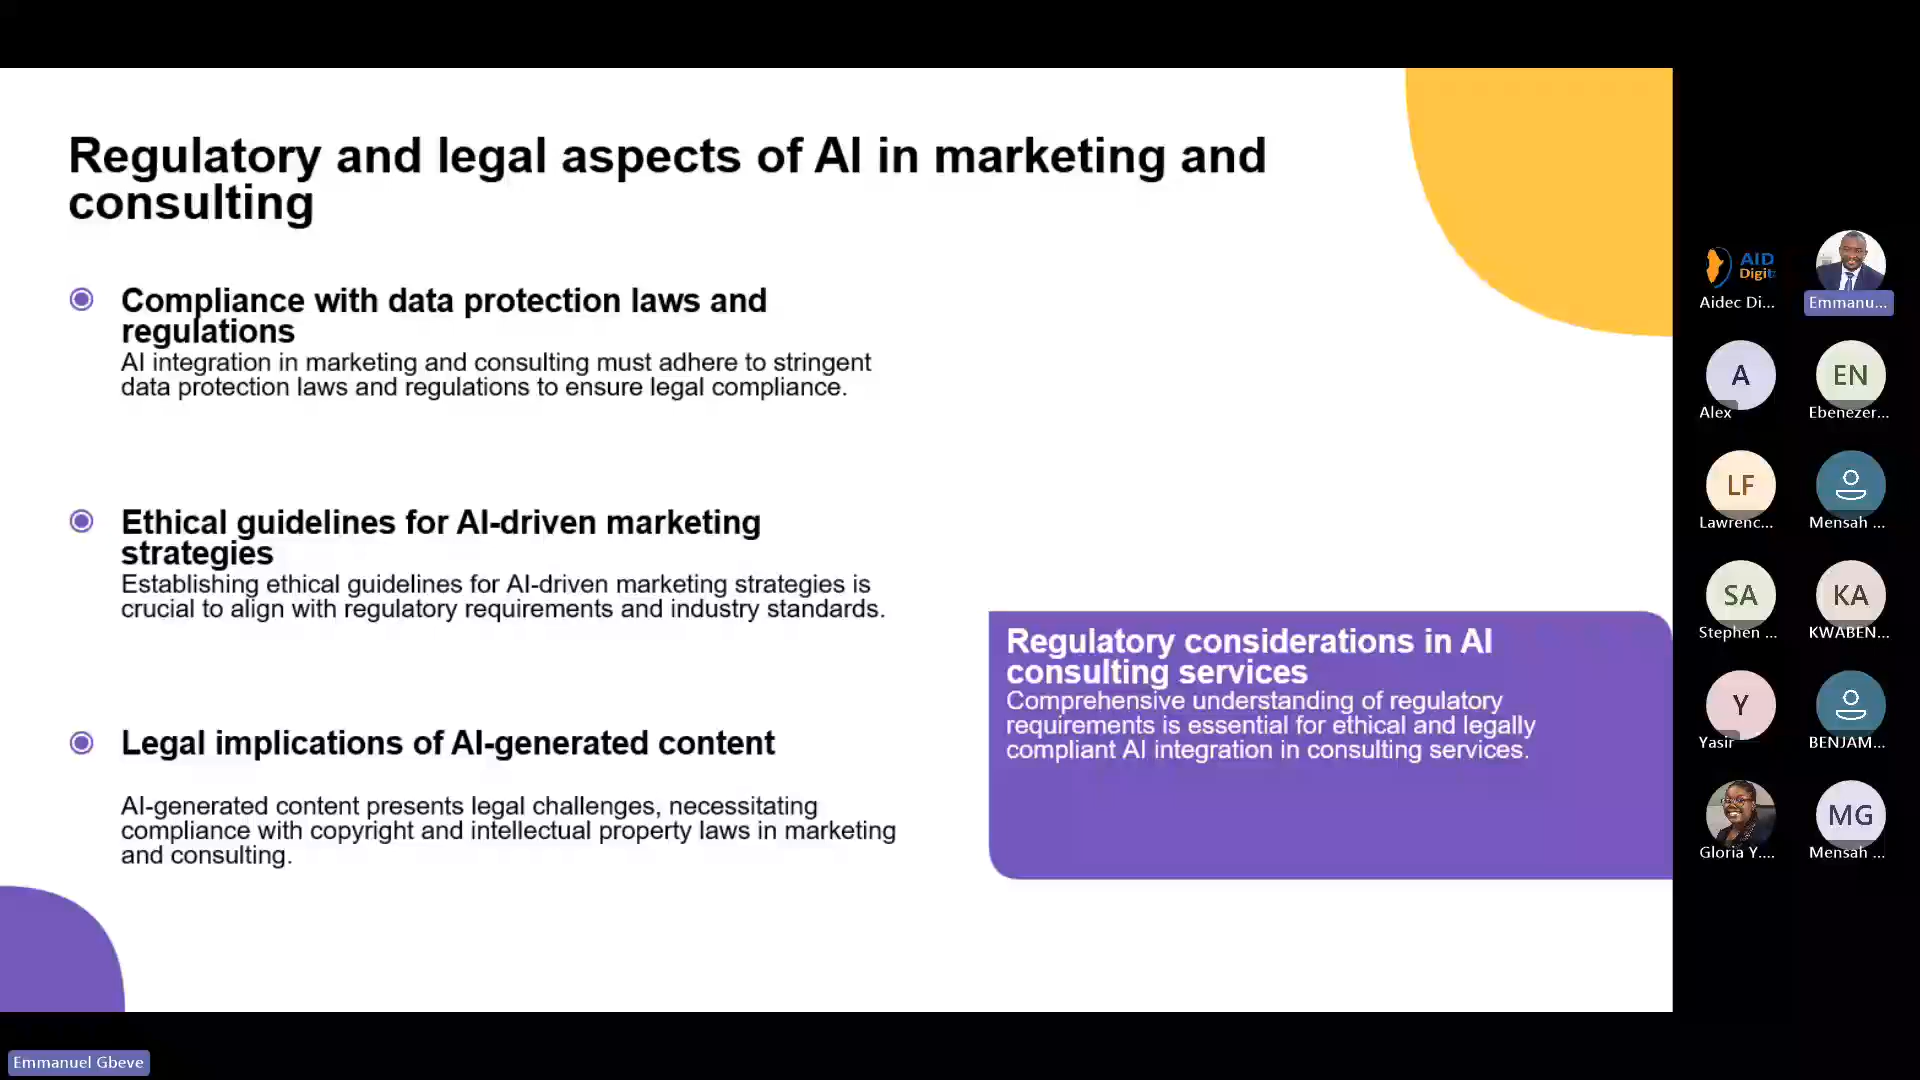 Regulatory and legal aspects of AI in marketing and
consulting
Compliance with data protection laws and
regulations
AI integration in marketing and consulting must adhere to stringent
data protection laws and regulations to ensure legal compliance.
Ethical guidelines for AI-driven marketing
strategies
Establishing ethical guidelines for AI-driven marketing strategies is
crucial to align with regulatory requirements and industry standards.
Legal implications of AI-generated content
AI-generated content presents legal challenges, necessitating
compliance with copyright and intellectual property laws in marketing
and consulting.
Regulatory considerations in AI
consulting services
Comprehensive understanding of regulatory
requirements is essential for ethical and legally
compliant AI integration in consulting services.
AID
Digit
Aidec Di...
Emmanu...
A
Alex
EN
Ebenezer...
LF
Lawrenc...
Mensah ...
SA
Stephen ...
KA
KWABEN...
Y
Yasir
BENJAM...
Gloria Y....
MG
Mensah ...
Emmanuel Gbeve